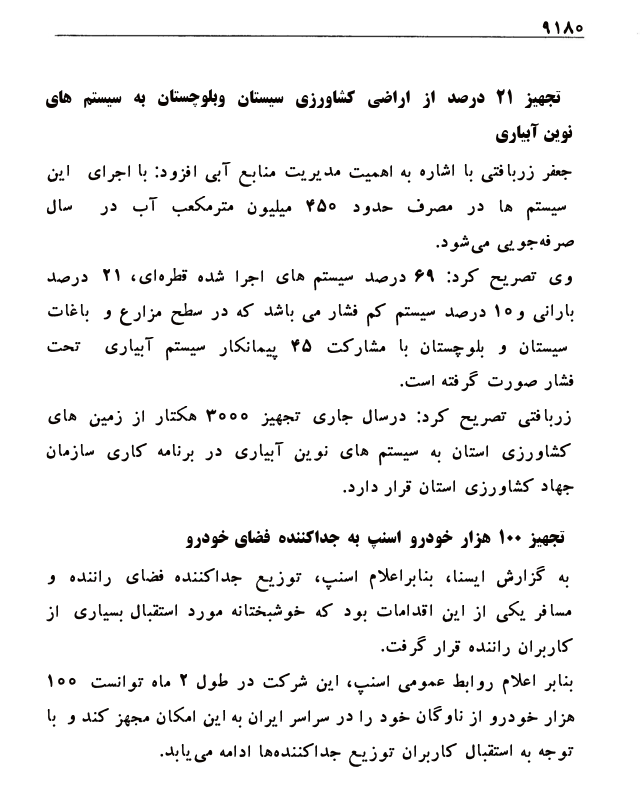 ۹۱۸۰
تجهیز ۲۱ درصد از اراضی کشاورزی سیستان وبلوچستان به سیستم های
نوین آبیاری
جعفر زربافتی با اشاره به اهمیت مدیریت منابع آبی افزود: با اجرای این
سیستم ها در مصرف حدود ۴۵۰ میلیون مترمکعب آب در سال
صرفه‌جویی می‌شود.
وی تصریح کرد: ۶۹ درصد سیستم های اجرا شده قطره‌ای، ۲۱ درصد
بارانی و ۱۰ درصد سیستم کم فشار می باشد که در سطح مزارع و باغات
سیستان و بلوچستان با مشارکت ۴۵ پیمانکار سیستم آبیاری تحت
فشار صورت گرفته است.
زربافتی تصریح کرد: درسال جاری تجهیز ۳۰۰۰ هکتار از زمین های
کشاورزی استان به سیستم های نوین آبیاری در برنامه کاری سازمان
جهاد کشاورزی استان قرار دارد.
تجهیز ۱۰۰ هزار خودرو اسنپ به جداکننده فضای خودرو
به گزارش ایسنا، بنابراعلام اسنپ، توزیع جداکننده فضای راننده و
مسافر یکی از این اقدامات بود که خوشبختانه مورد استقبال بسیاری از
کاربران راننده قرار گرفت.
بنابر اعلام روابط عمومی اسنپ، این شرکت در طول ۲ ماه توانست ۱۰۰
هزار خودرو از ناوگان خود را در سراسر ایران به این امکان مجهز کند و با
توجه به استقبال کاربران توزیع جداکننده‌ها ادامه می‌یابد.